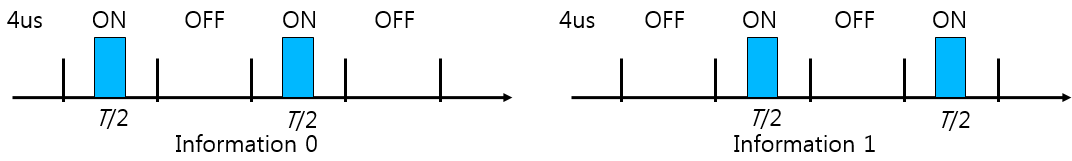 4us ON OFF ON OFF
T/2 T/2
Information 0
4us OFF ON OFF ON
T/2 T/2
Information 1